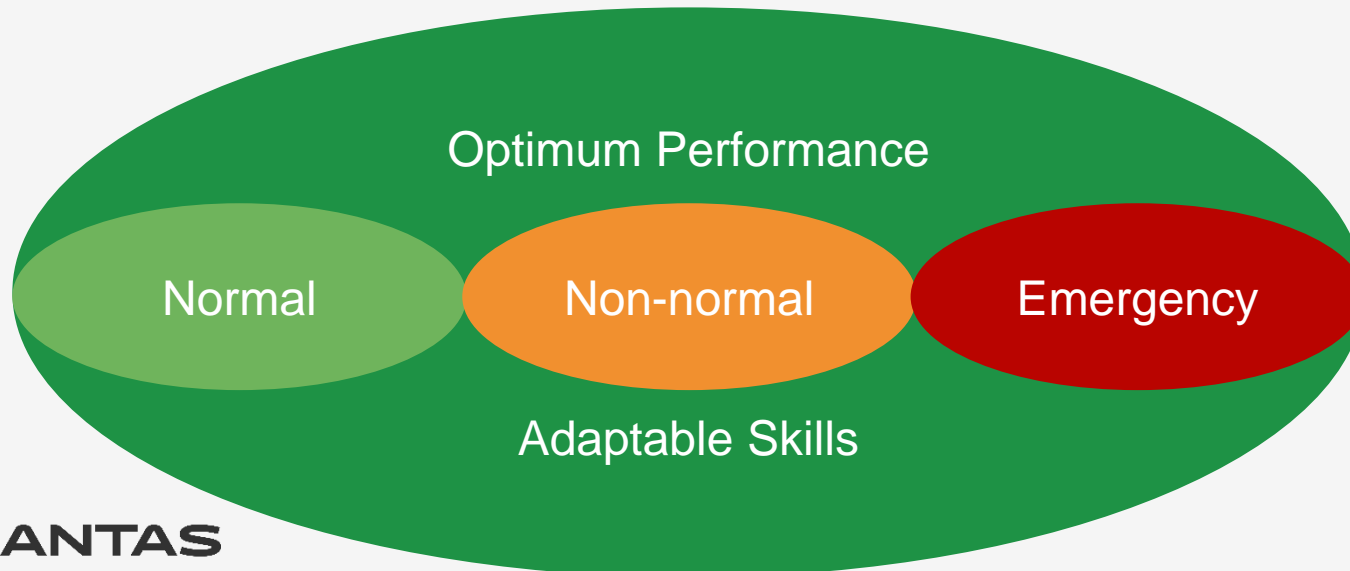 Optimum Performance
Normal
Non-normal
Emergency
Adaptable Skills
ANTAS